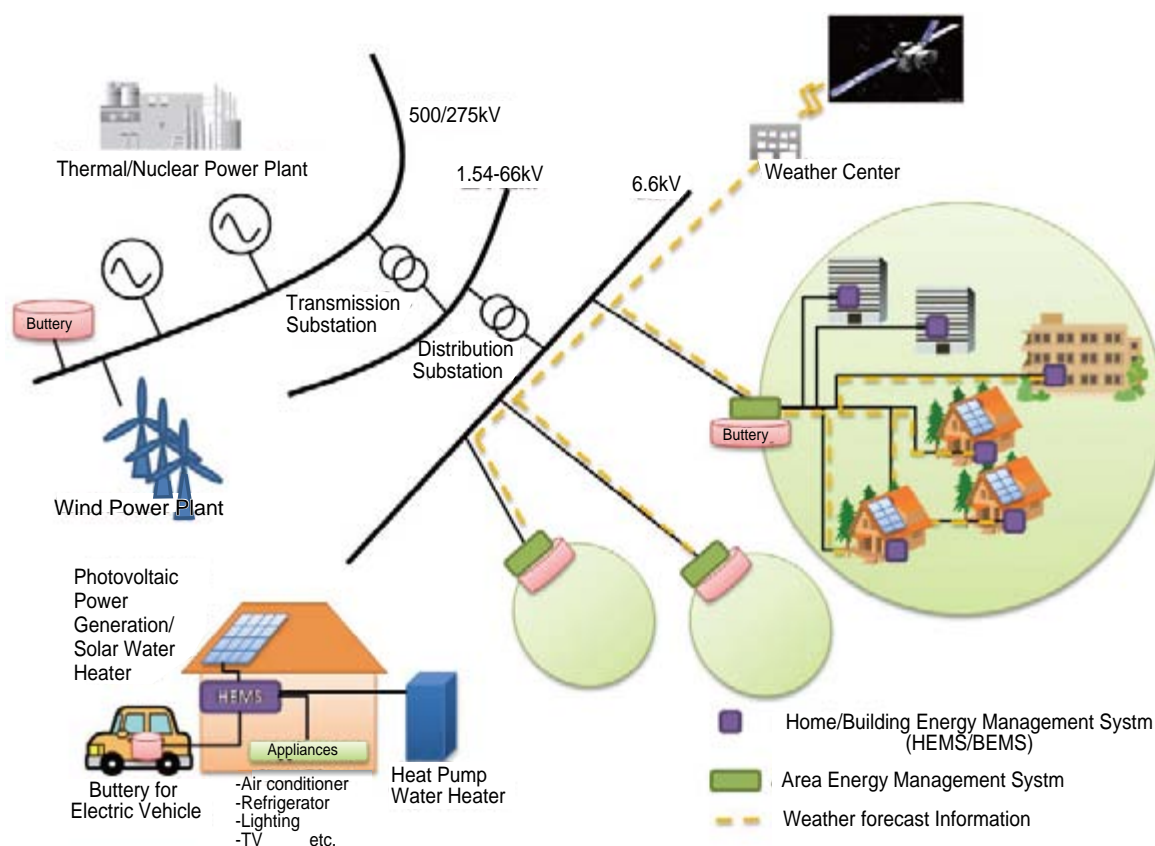 500/275kV
Thermal/Nuclear Power Plant
1.54-66kV
6.6kV
Weather Center
Buttery
Transmission
Substation
Distribution
Substation
Buttery
Wind Power Plant
Photovoltaic
Power
Generation/
Solar Water
Heater
HEMS
Appliances
Buttery for
Electric Vehicle
-Air conditioner
-Refrigerator
-Lighting
-TV etc.
Heat Pump
Water Heater
Home/Building Energy Management Systm
(HEMS/BEMS)
Area Energy Management Systm
Weather forecast Information